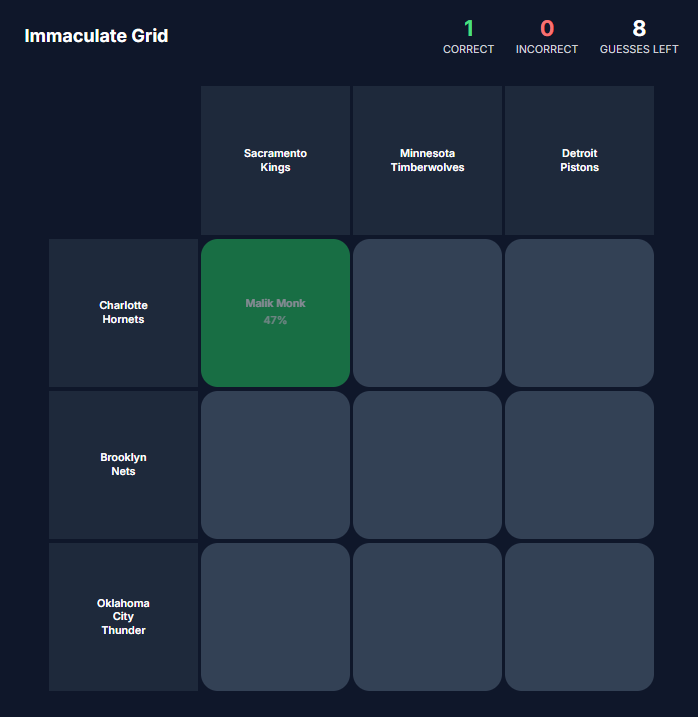 Immaculate Grid
1
CORRECT
0
INCORRECT
8
GUESSES LEFT
Sacramento
Kings
Minnesota
Timberwolves
Detroit
Pistons
Charlotte
Hornets
Malik Monk
47%
Brooklyn
Nets
Oklahoma
City
Thunder